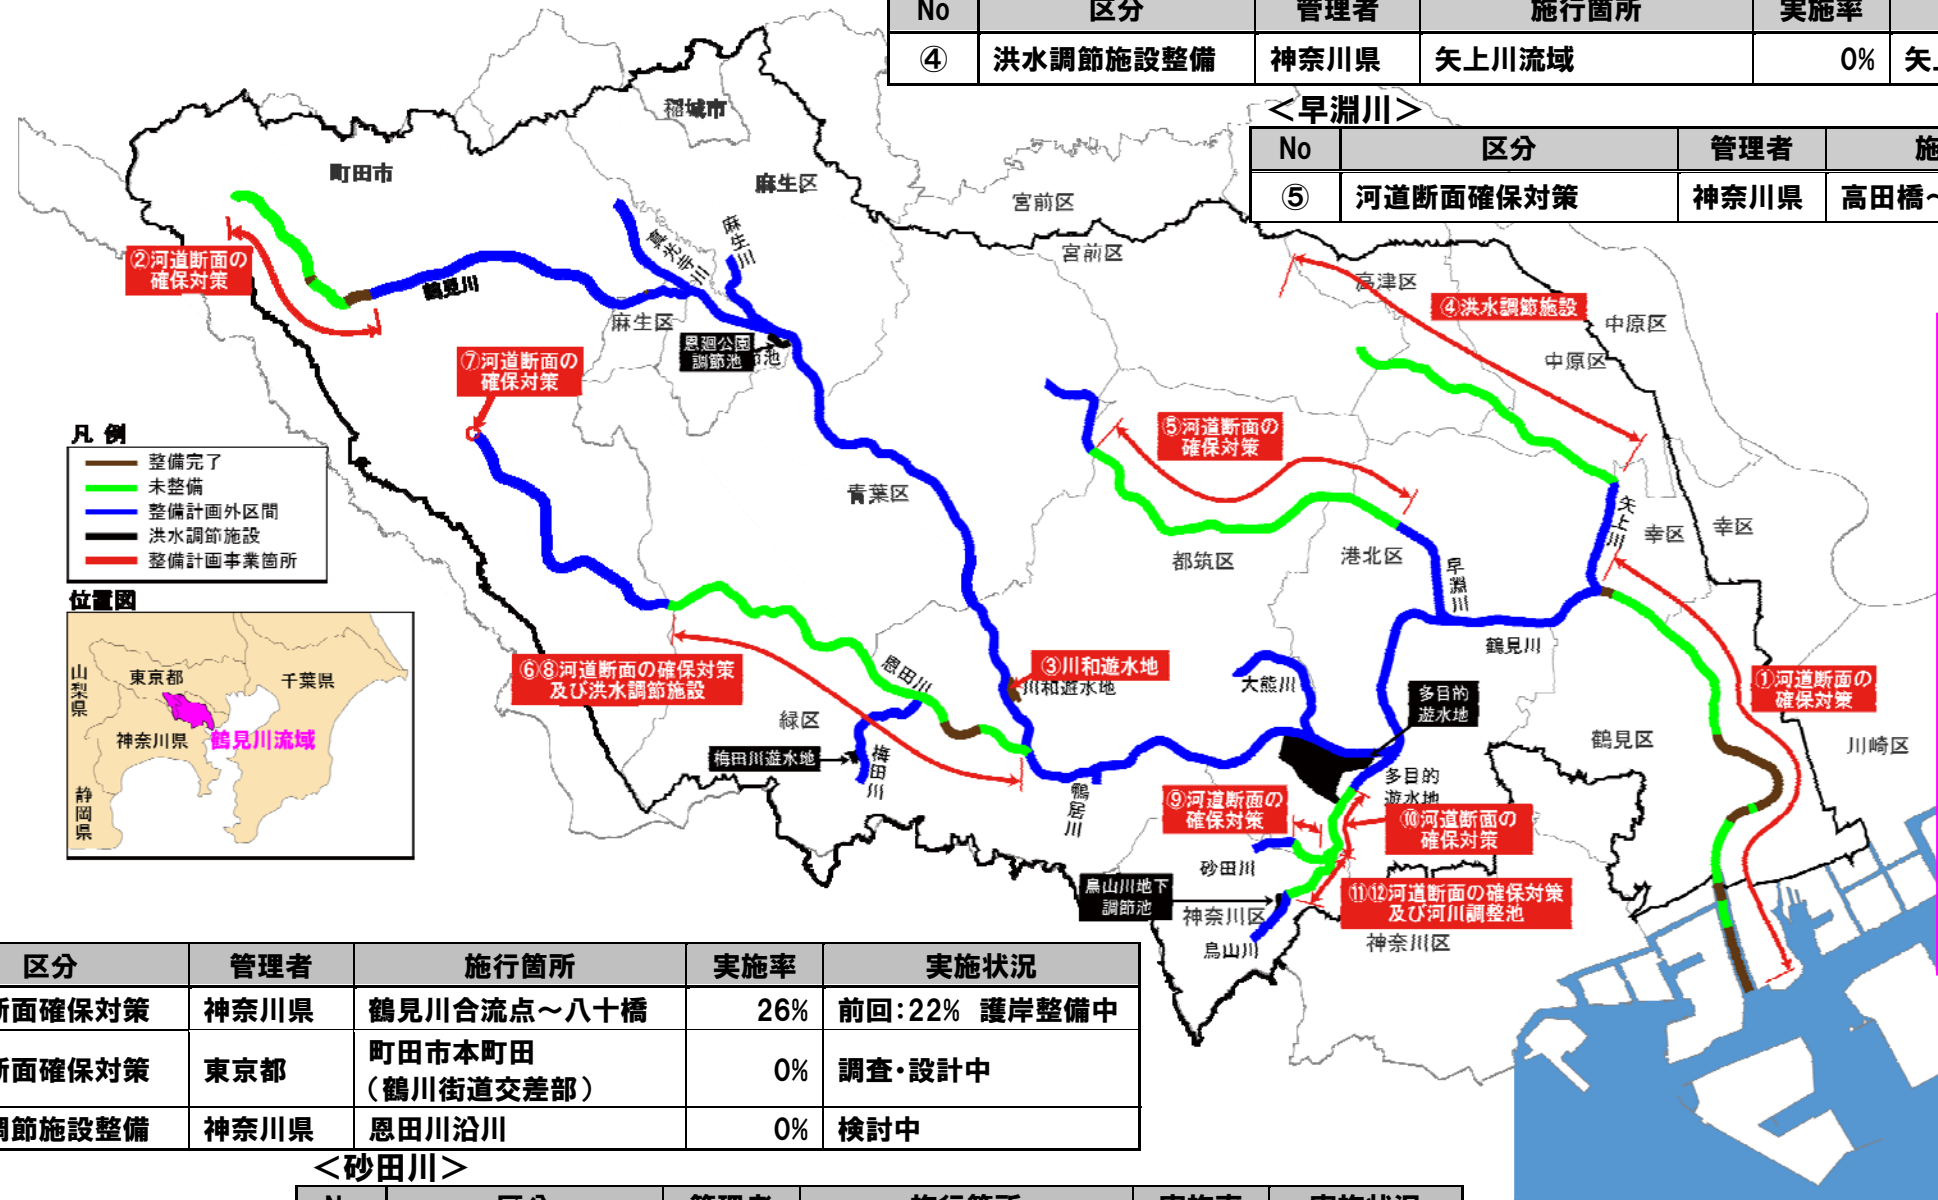 No 区分 管理者 施行箇所 実施率
④ 洪水調節施設整備 神奈川県 矢上川流域 0%
＜早淵川＞
No 区分 管理者
⑤ 河道断面確保対策 神奈川県 高田橋～
稲城市
町田市
麻生区
宮前区
宮前区
高津区
中原区
中原区
幸区
幸区
麻生区
青葉区
都筑区
港北区
緑区
鶴見区
川崎区
神奈川区
神奈川区
②河道断面の
確保対策
鶴見川
真光寺川
麻生川
恩廻公園
調節池
④洪水調節施設
⑦河道断面の
確保対策
⑤河道断面の
確保対策
矢上川
早淵川
鶴見川
凡 例
整備完了
未整備
整備計画外区間
洪水調節施設
整備計画事業箇所
位置図
山梨県
東京都
千葉県
神奈川県
鶴見川流域
静岡県
⑥⑧河道断面の確保対策
及び洪水調節施設
恩田川
③川和遊水地
川和遊水地
大熊川
多目的
遊水地
①河道断面の
確保対策
梅田川遊水地
梅田川
鴨居川
多目的
遊水地
⑨河道断面の
確保対策
⑩河道断面の
確保対策
砂田川
鳥山川地下
調節池
⑪⑫河道断面の確保対策
及び河川調整池
鳥山川
区分 管理者 施行箇所 実施率 実施状況
面確保対策 神奈川県 鶴見川合流点～八十橋 26% 前回：22% 護岸整備中
面確保対策 東京都 町田市本町田
（鶴川街道交差部） 0% 調査・設計中
節施設整備 神奈川県 恩田川沿川 0% 検討中
＜砂田川＞
区分 管理者 施行箇所 実施率 実施状況